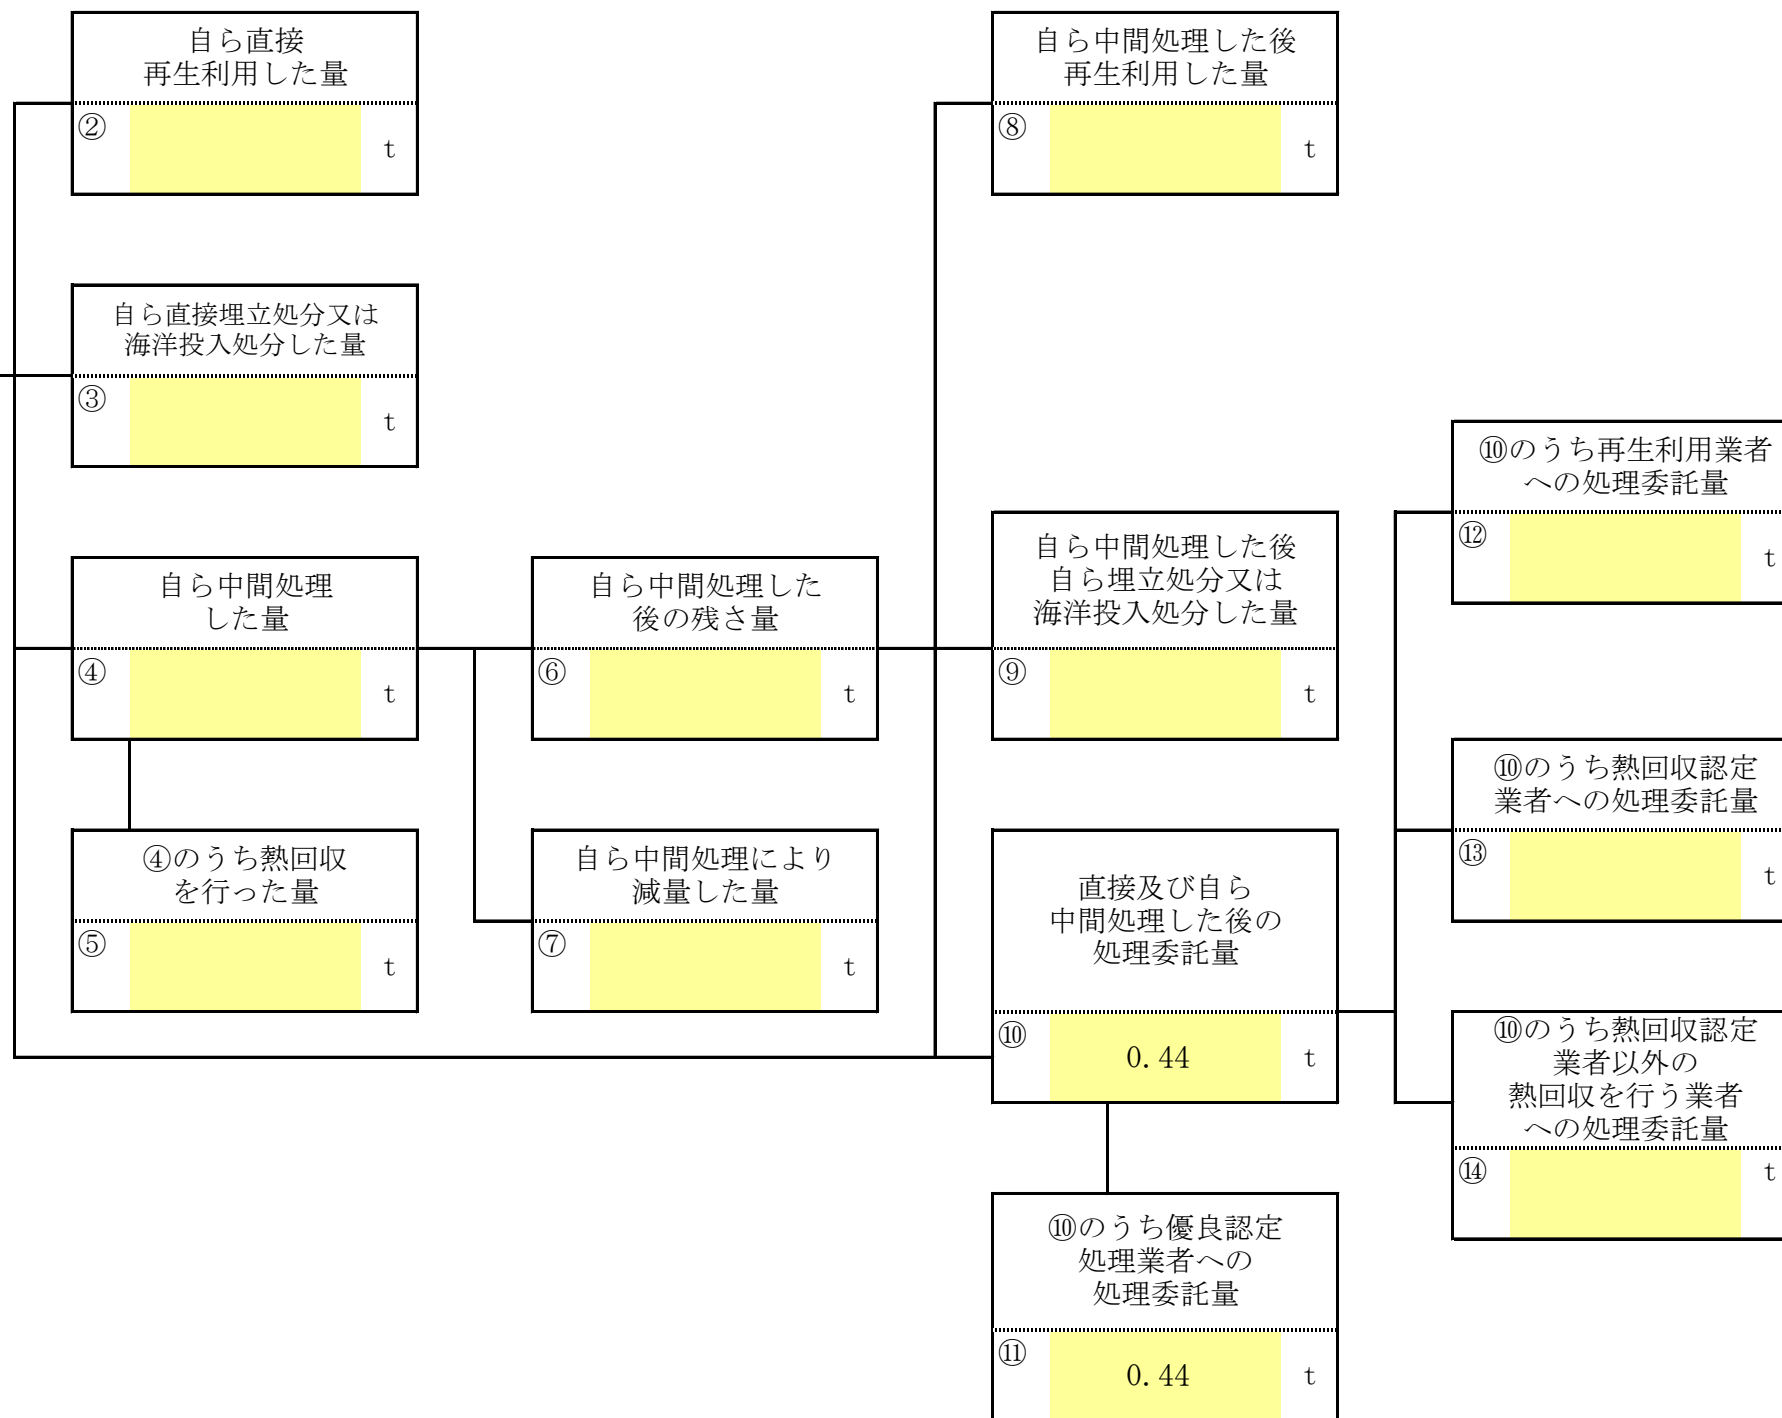 自ら直接
再生利用した量
②
t
自ら中間処理した後
再生利用した量
⑧
t
自ら直接埋立処分又は
海洋投入処分した量
③
t
⑩のうち再生利用業者
への処理委託量
⑫
t
自ら中間処理
した量
④
t
自ら中間処理した
後の残さ量
⑥
t
自ら中間処理した後
自ら埋立処分又は
海洋投入処分した量
⑨
t
⑩のうち熱回収認定
業者への処理委託量
⑬
t
④のうち熱回収
を行った量
⑤
t
自ら中間処理により
減量した量
⑦
t
直接及び自ら
中間処理した後の
処理委託量
⑩
0.44 t
⑩のうち熱回収認定
業者以外の
熱回収を行う業者
への処理委託量
⑭
t
⑩のうち優良認定
処理業者への
処理委託量
⑪
0.44 t